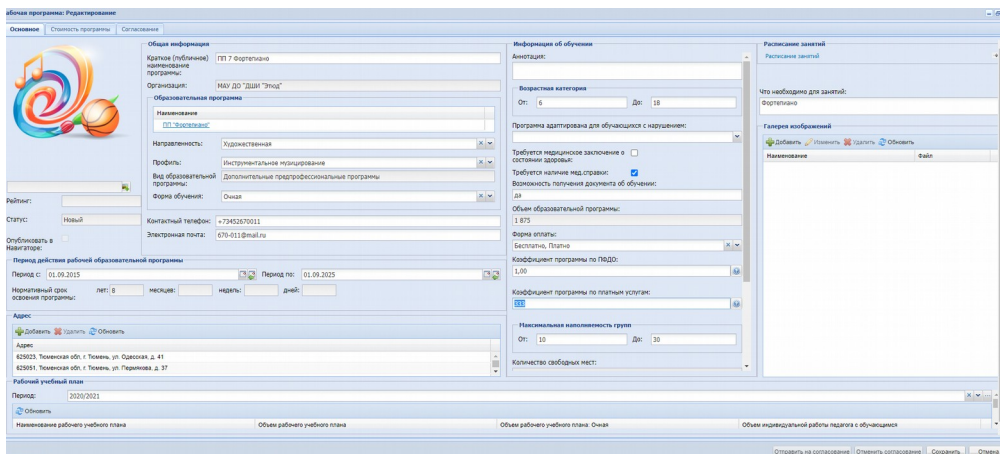 абочая программа: Редактирование
Основное
Стоимость программы
Согласование
Рейтинг:
Статус:
Новый
Опубликовать в
Навигаторе:
Общая информация
Краткое (публичное)
наименование
программы:
ПП 7 Фортепиано
Организация:
МАУ ДО "ДШИ "Этюд"
Образовательная программа
Наименование
ПП "Фортепиано"
Направленность:
Художественная
Профиль:
Инструментальное музицирование
Вид образовательной
программы:
Дополнительные предпрофессиональные программы
Форма обучения:
Очная
Контактный телефон:
+73452670011
Электронная почта:
670-011@mail.ru
Период действия рабочей образовательной программы
Период с:
01.09.2015
Период по:
01.09.2025
Нормативный срок
освоения программы:
лет:
8
месяцев:
недель:
дней:
Адрес
Добавить
Удалить
Обновить
Адрес
625023, Тюменская обл, г. Тюмень, ул. Одесская, д. 41
625051, Тюменская обл, г. Тюмень, ул. Пермякова, д. 37
Информация об обучении
Аннотация:
Возрастная категория
От:
6
До:
18
Программа адаптирована для обучающихся с нарушением:
Требуется медицинское заключение о
состоянии здоровья:
Требуется наличие мед.справки:
Возможность получения документа об обучении:
да
Объем образовательной программы:
1 875
Форма оплаты:
Бесплатно, Платно
Коэффициент программы по ПФДО:
1,00
Коэффициент программы по платным услугам:
Максимальная наполняемость групп
От:
10
До:
30
Количество свободных мест:
Расписание занятий
Расписание занятий
Что необходимо для занятий:
Фортепиано
Галерея изображений
Добавить
Изменить
Удалить
Обновить
Наименование
Файл
Рабочий учебный план
Период:
2020/2021
Обновить
Наименование рабочего учебного плана
Объем рабочего учебного плана
Объем рабочего учебного плана: Очная
Объем индивидуальной работы педагога с обучающимся
Отправить на согласование
Отменить согласование
Сохранить
Отмена